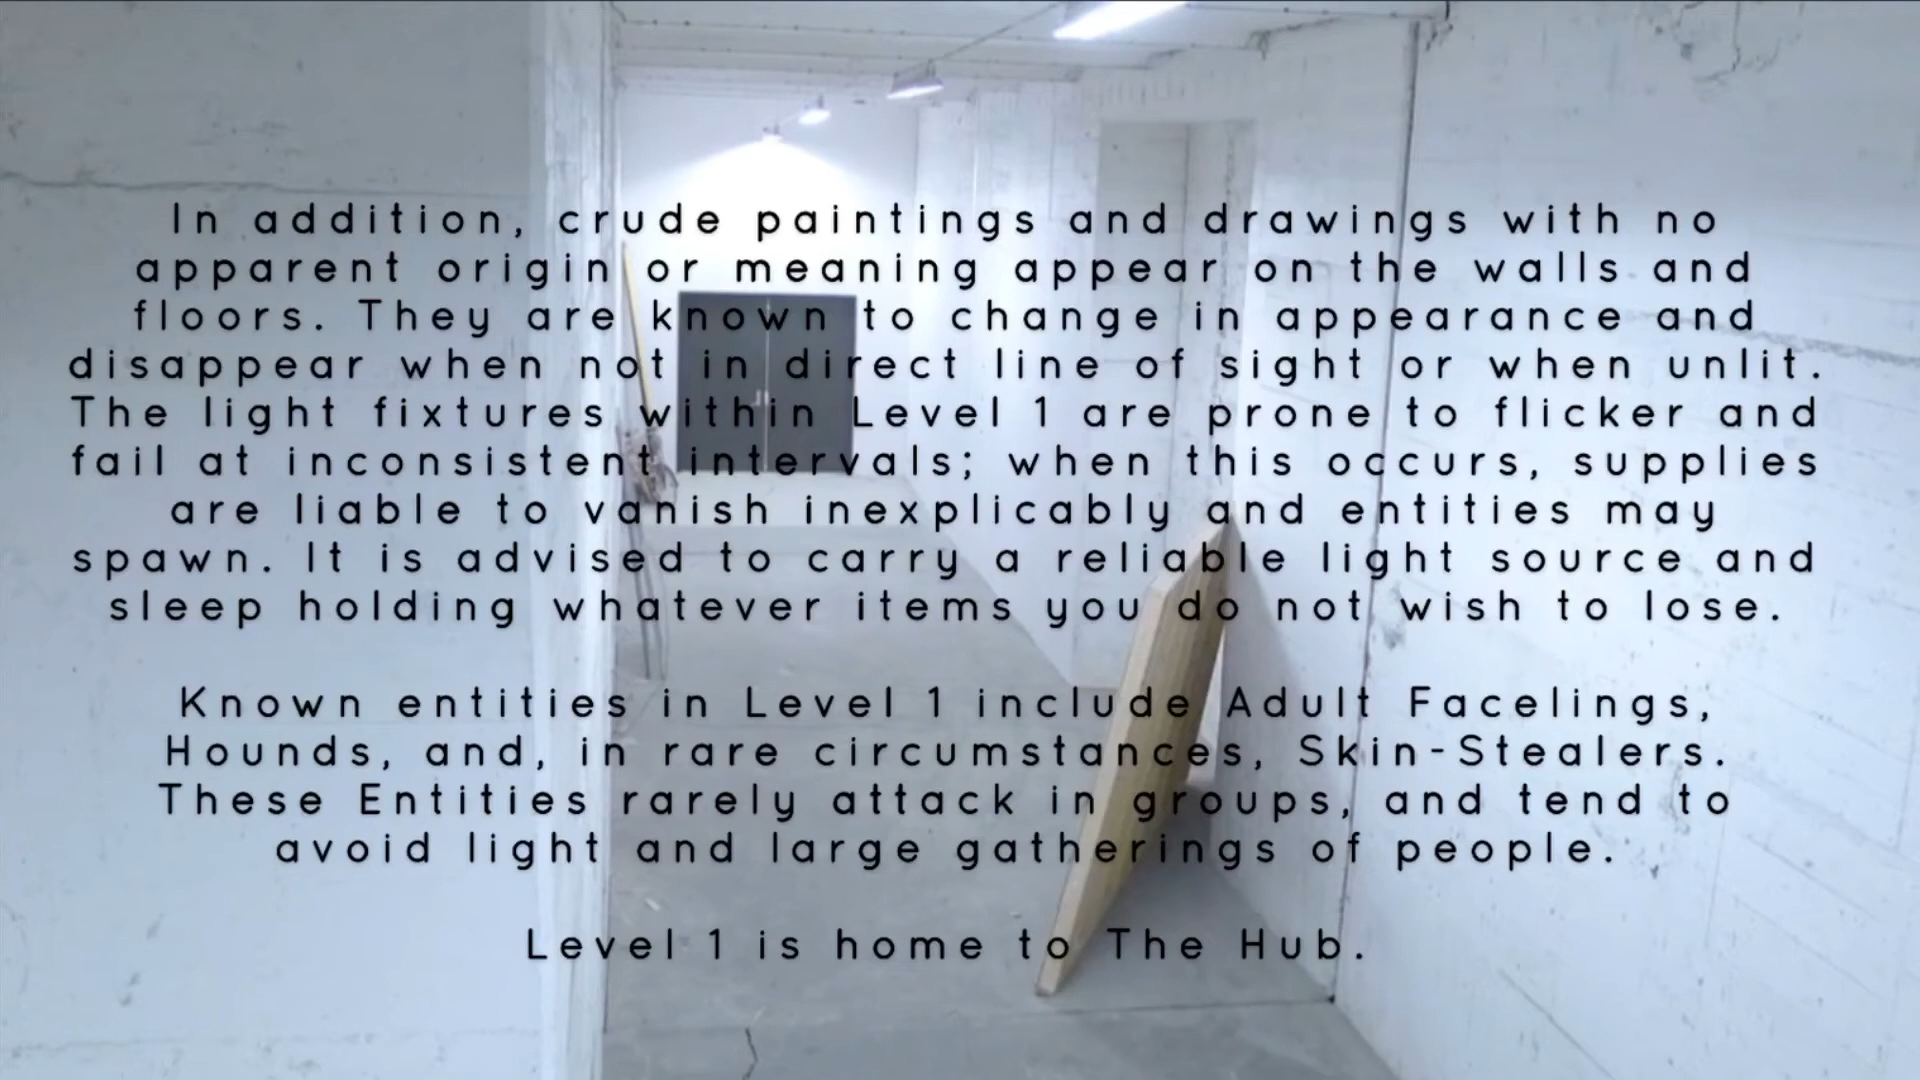 In addition, crude paintings and drawings with no
apparent origin or meaning appear on the walls and
floors. They are known to change in appearance and
disappear when not in direct line of sight or when unlit.
The light fixtures within Level 1 are prone to flicker and
fail at inconsistent intervals; when this occurs, supplies
are liable to vanish inexplicably and entities may
spawn. It is advised to carry a reliable light source and
sleep holding whatever items you do not wish to lose.
Known entities in Level 1 include Adult Facelings,
Hounds, and, in rare circumstances, Skin-Stealers.
These Entities rarely attack in groups, and tend to
avoid light and large gatherings of people.
Level 1 is home to The Hub.